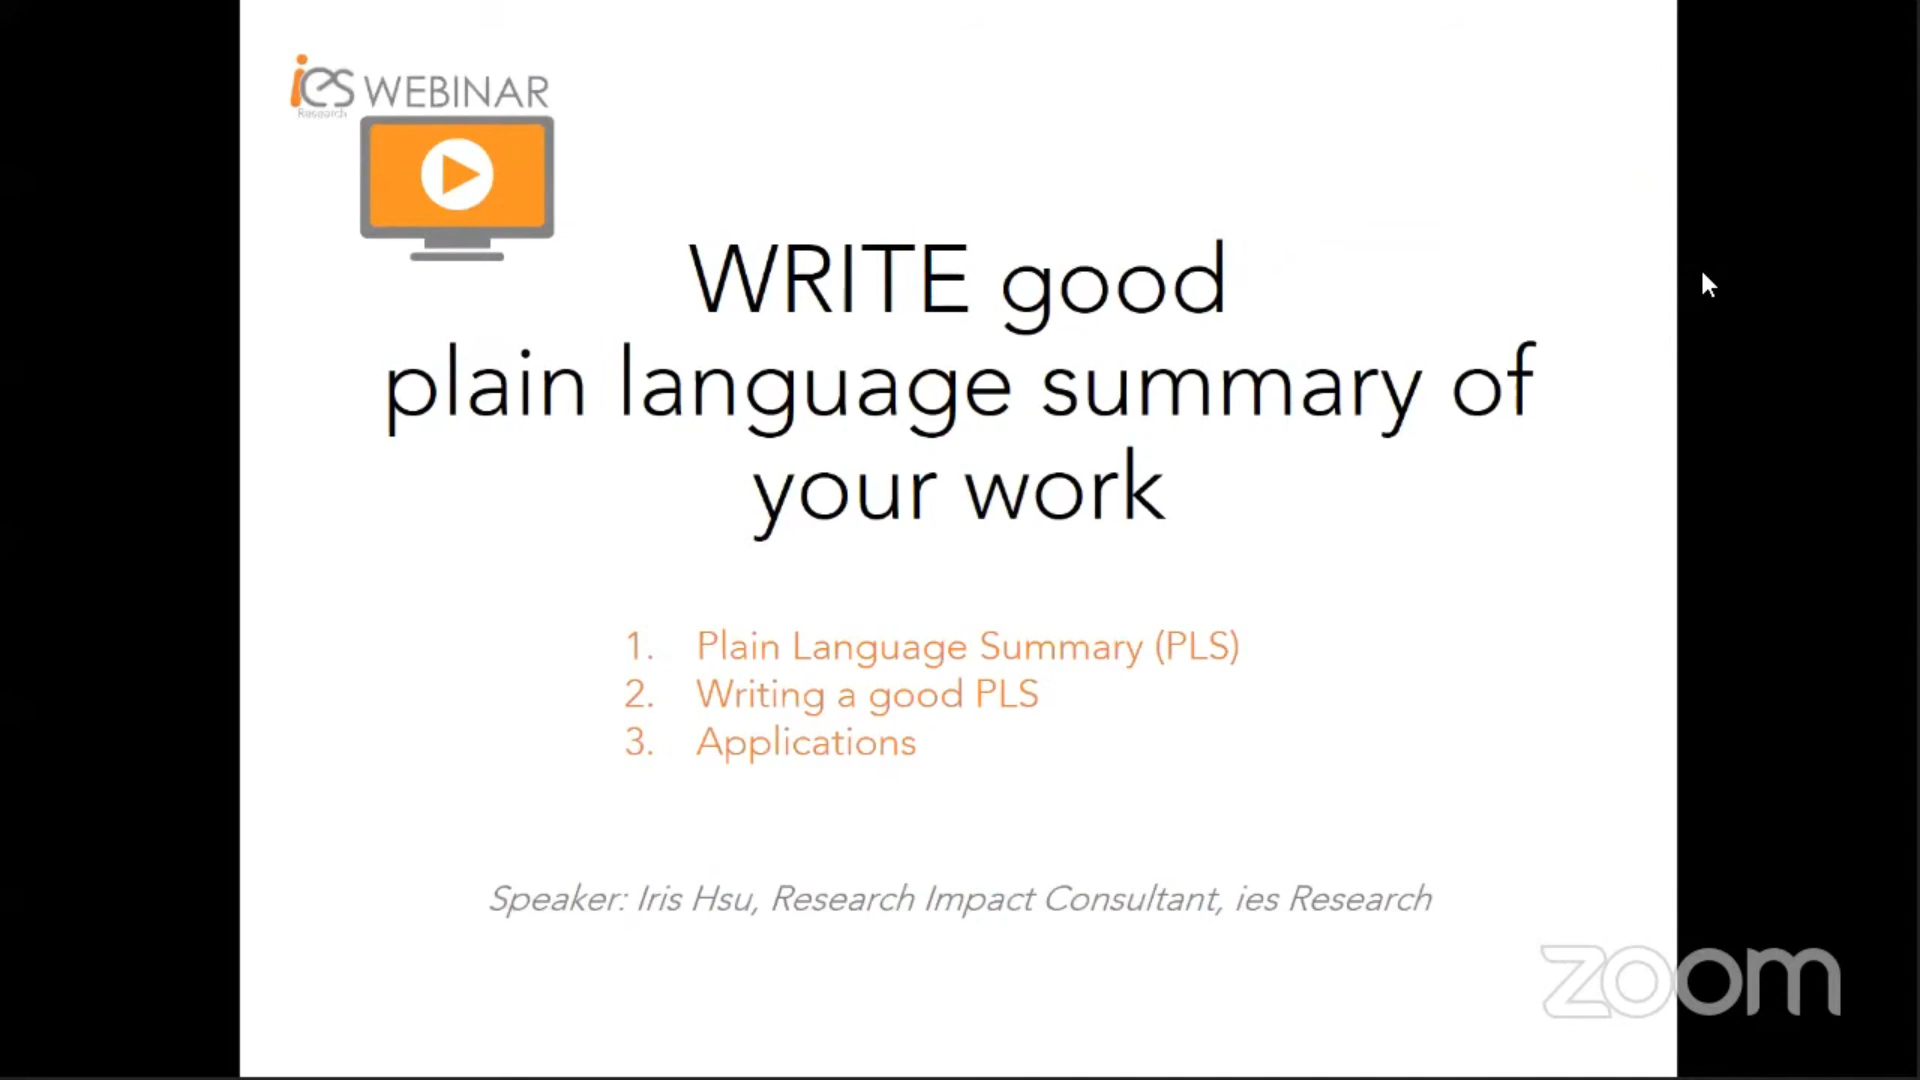 ies WEBINAR
Research
WRITE good
plain language summary of
your work
1. Plain Language Summary (PLS)
2. Writing a good PLS
3. Applications
Speaker: Iris Hsu, Research Impact Consultant, ies Research
zoom